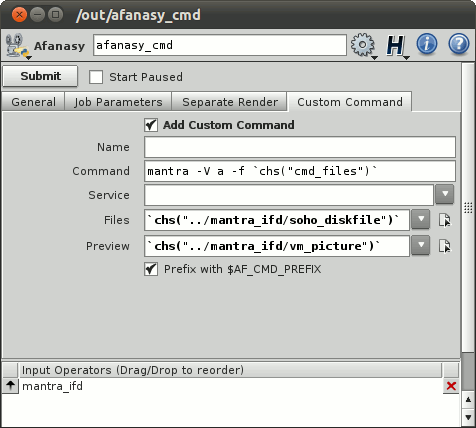 /out/afanasy_cmd
Afanasy afanasy_cmd
Submit Start Paused
General Job Parameters Separate Render Custom Command
Add Custom Command
Name
Command mantra -V a -f `chs("cmd_files")`
Service
Files `chs("../mantra_ifd/soho_diskfile")`
Preview `chs("../mantra_ifd/vm_picture")`
Prefix with $AF_CMD_PREFIX
Input Operators (Drag/Drop to reorder)
mantra_ifd